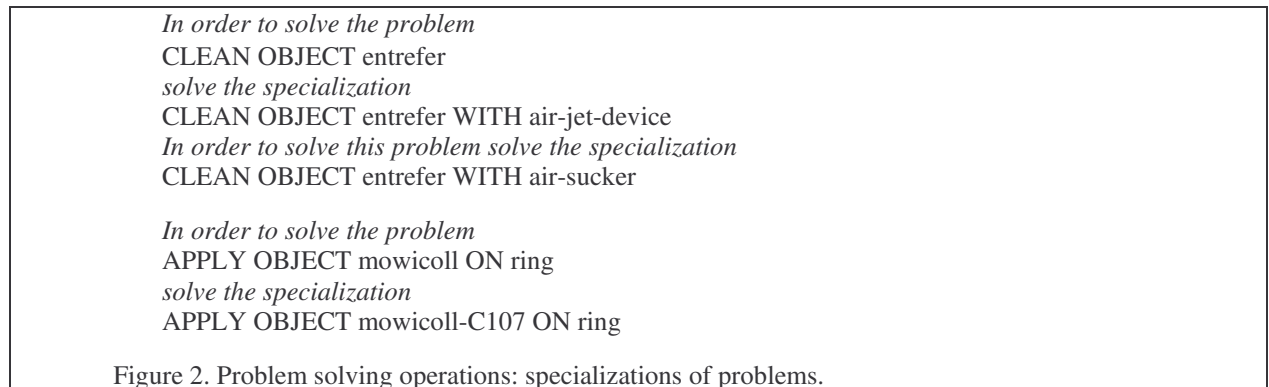 In order to solve the problem
CLEAN OBJECT entrefer
solve the specialization
CLEAN OBJECT entrefer WITH air-jet-device
In order to solve this problem solve the specialization
CLEAN OBJECT entrefer WITH air-sucker
In order to solve the problem
APPLY OBJECT mowicoll ON ring
solve the specialization
APPLY OBJECT mowicoll-C107 ON ring
Figure 2. Problem solving operations: specializations of problems.